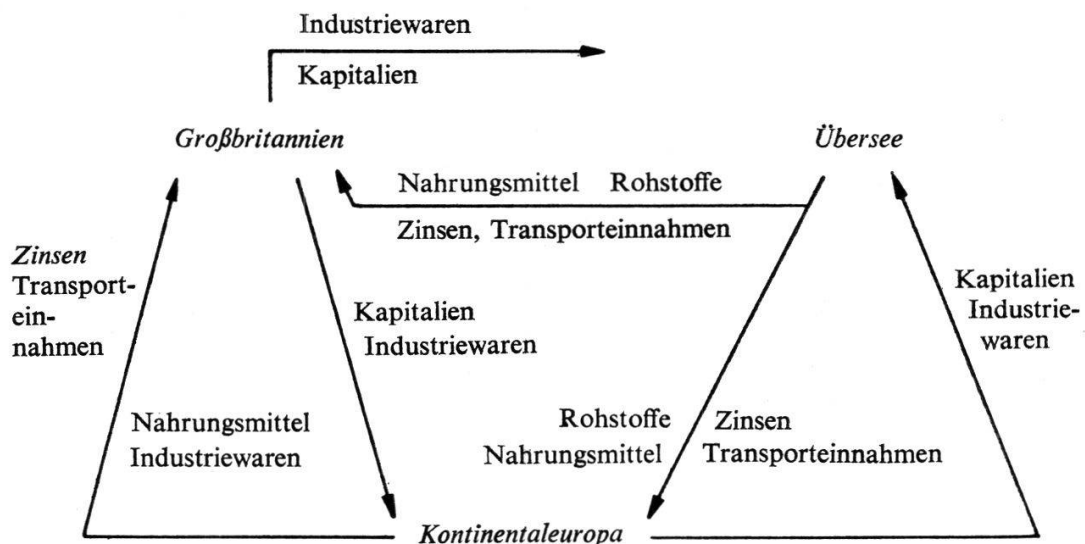 Industriewaren
Kapitalien
Großbritannien
Übersee
Nahrungsmittel Rohstoffe
Zinsen, Transporteinnahmen
Zinsen
Transport-
ein-
nahmen
Kapitalien
Industriewaren
Kapitalien
Industrie-
waren
Nahrungsmittel
Industriewaren
Rohstoffe
Nahrungsmittel
Zinsen
Transporteinnahmen
Kontinentaleuropa